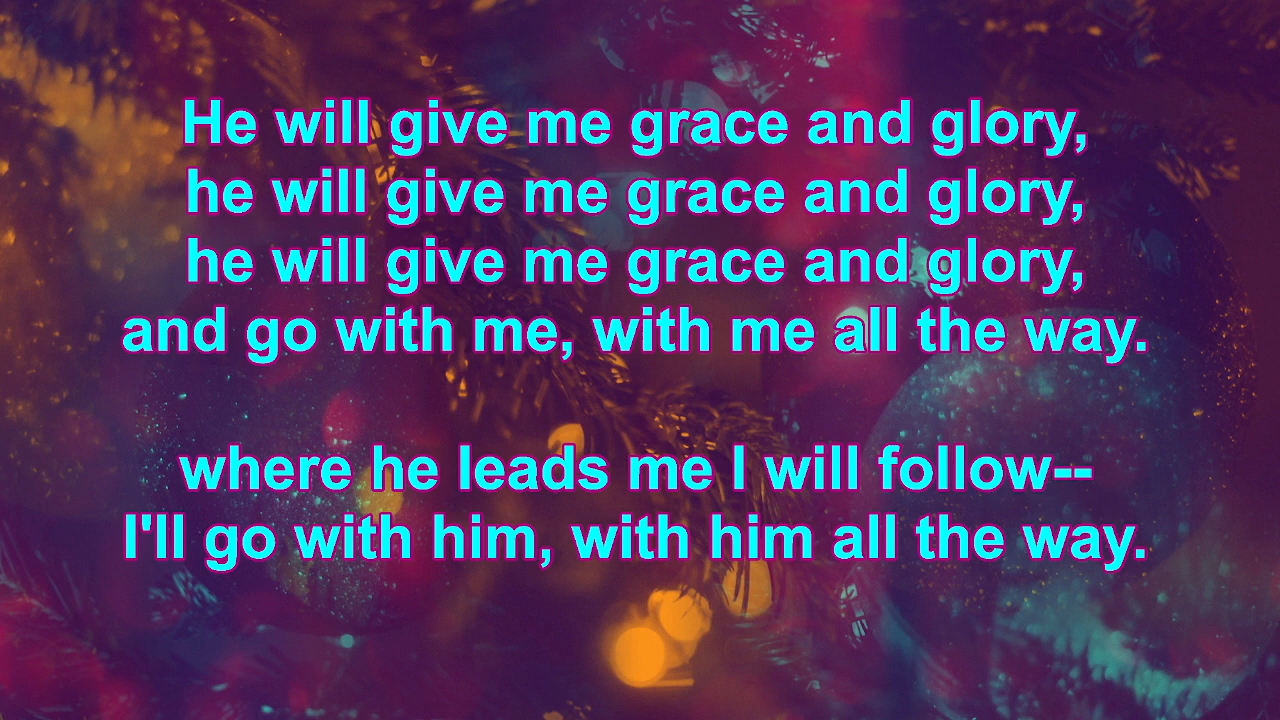 He will give me grace and glory,
he will give me grace and glory,
he will give me grace and glory,
and go with me, with me all the way.
where he leads me I will follow--
I'll go with him, with him all the way.